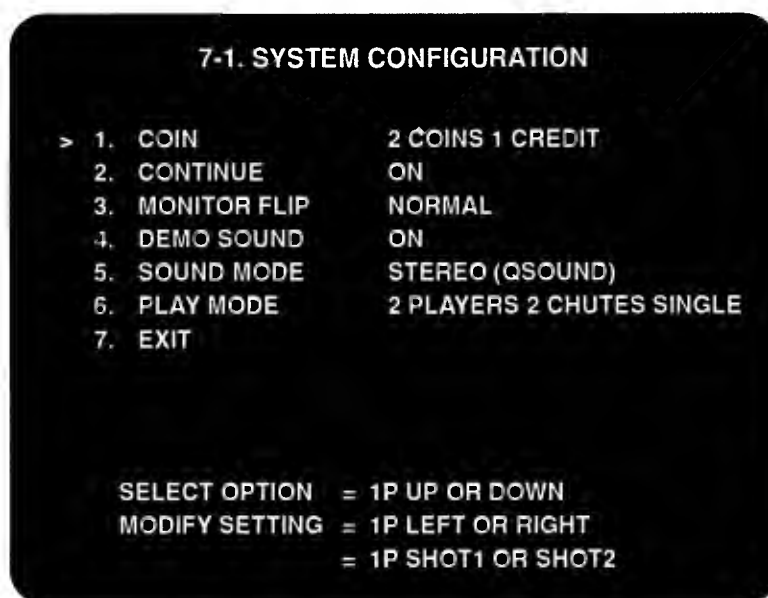 7-1. SYSTEM CONFIGURATION
> 1. COIN 2 COINS 1 CREDIT
2. CONTINUE ON
3. MONITOR FLIP NORMAL
4. DEMO SOUND ON
5. SOUND MODE STEREO (QSOUND)
6. PLAY MODE 2 PLAYERS 2 CHUTES SINGLE
7. EXIT
SELECT OPTION = 1P UP OR DOWN
MODIFY SETTING = 1P LEFT OR RIGHT
= 1P SHOT1 OR SHOT2